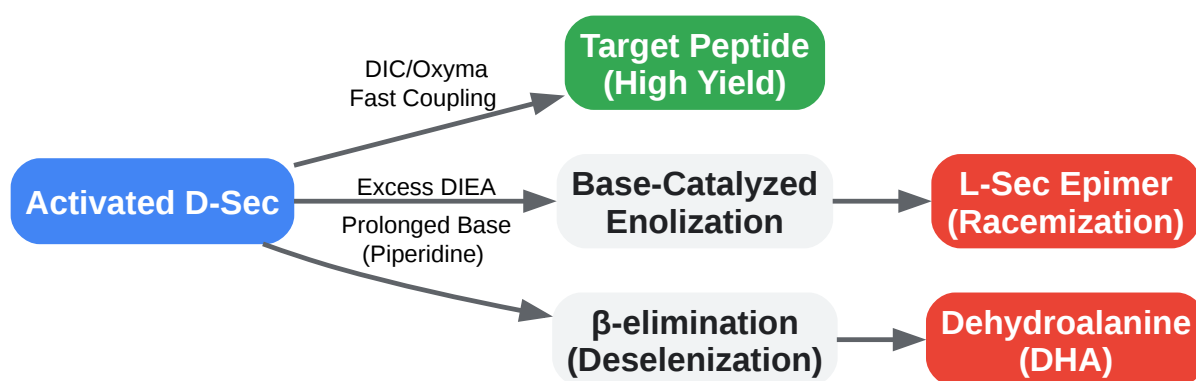 Target Peptide
(High Yield)
DIC/Oxyma
Fast Coupling
Activated D-Sec
Excess DIEA
Prolonged Base
(Piperidine)
Base-Catalyzed
Enolization
L-Sec Epimer
(Racemization)
β-elimination
(Deselenization)
Dehydroalanine
(DHA)